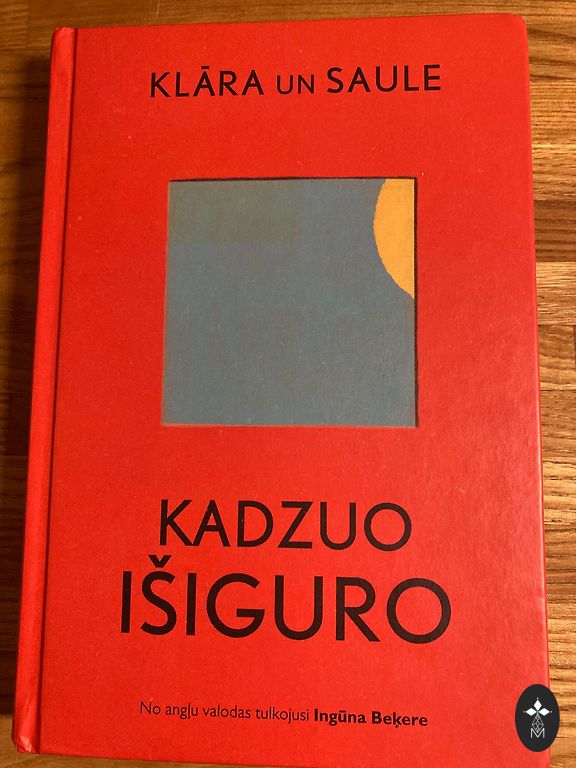 KLĀRA UN SAULE
KADZUO
IŠIGURO
No angļu valodas tulkojusi Ingūna Beķere
M